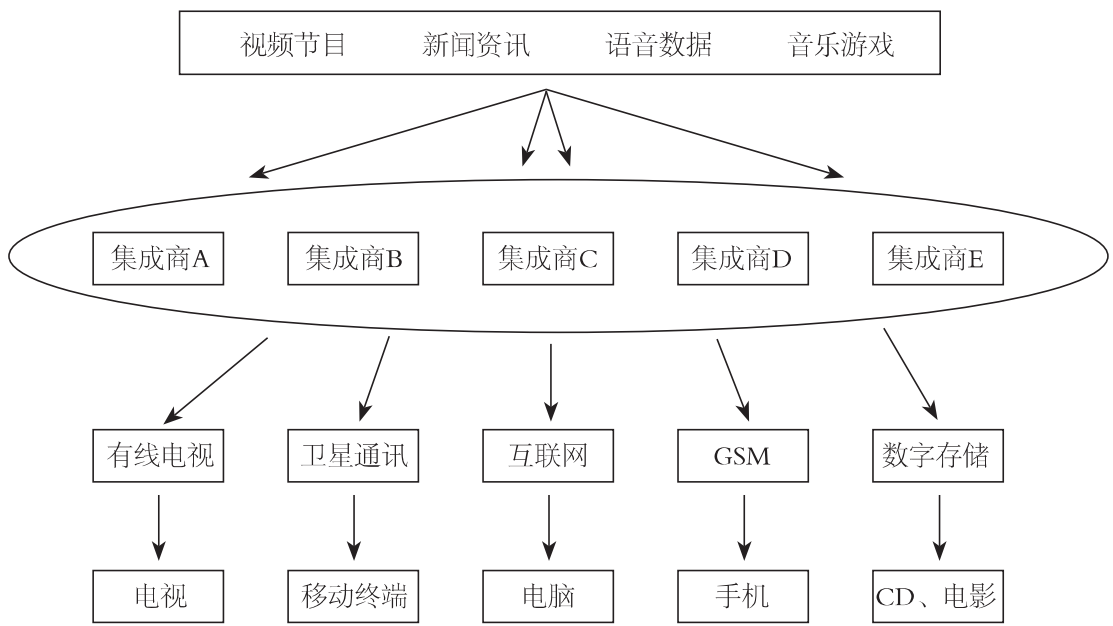 视频节目 新闻资讯 语音数据 音乐游戏
集成商A 集成商B 集成商C 集成商D 集成商E
有线电视 卫星通讯 互联网 GSM 数字存储
电视 移动终端 电脑 手机 CD、电影